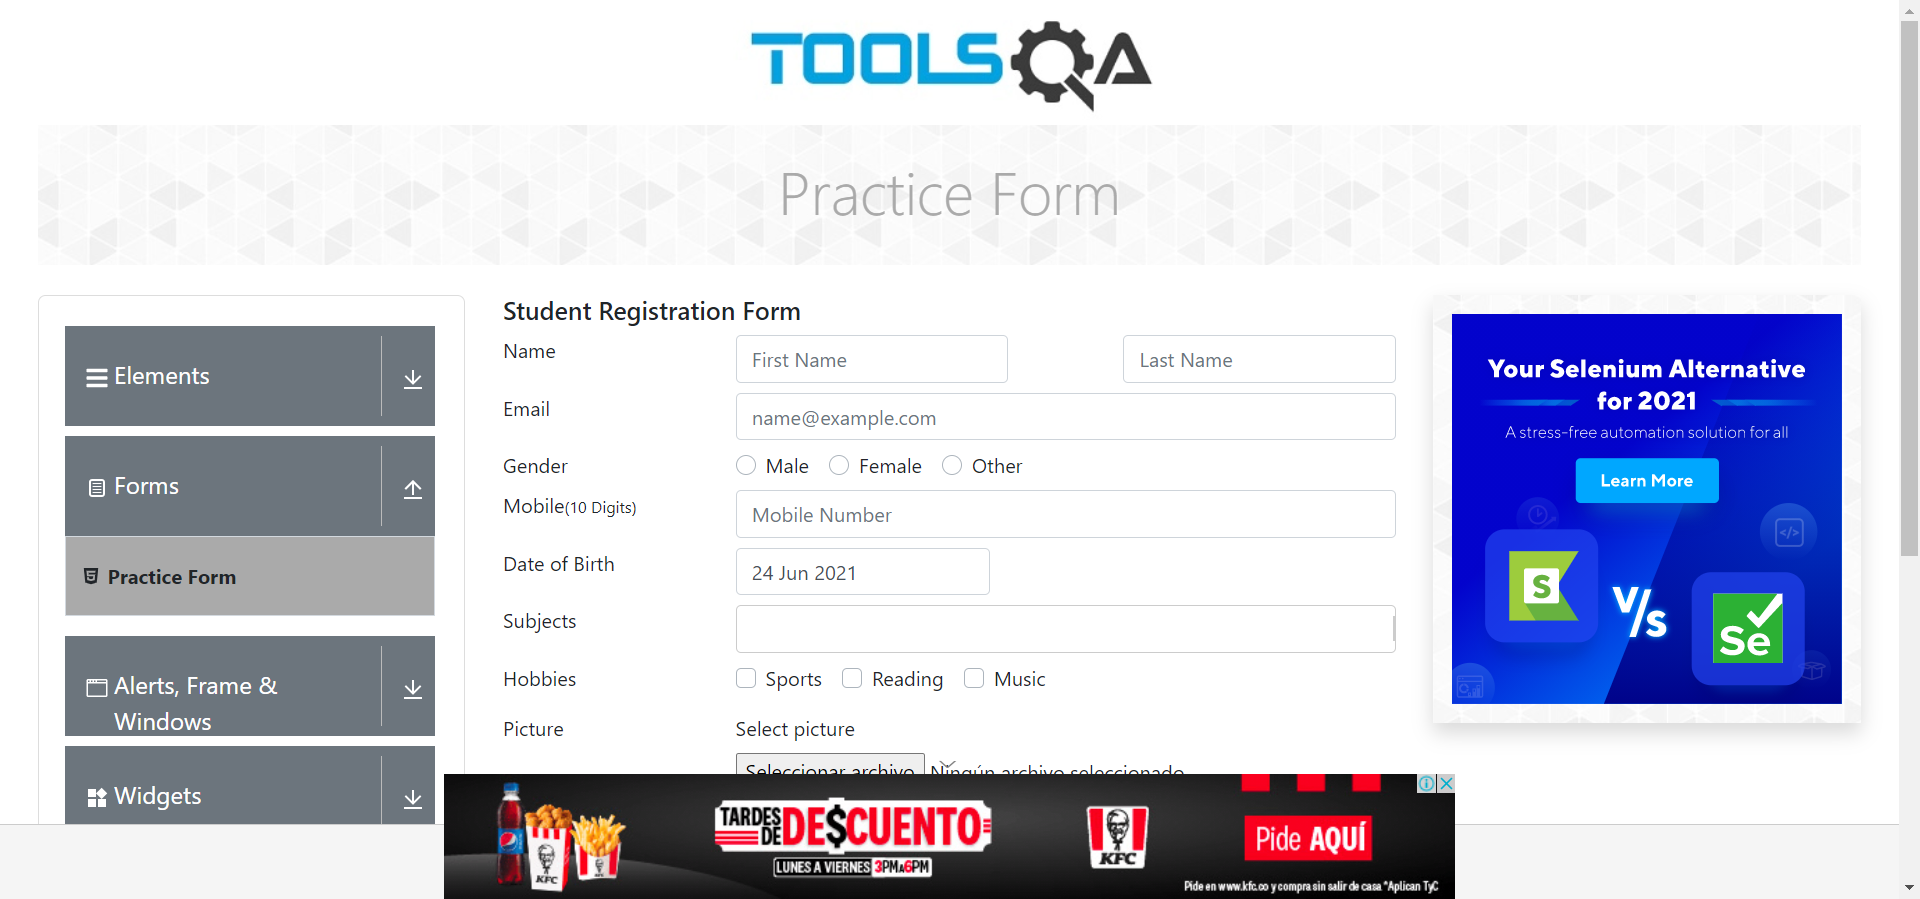 TOOLSQA
Practice Form
Elements
Forms
Practice Form
Alerts, Frame &
Windows
Widgets
Student Registration Form
Name
First Name
Last Name
Email
name@example.com
Gender
Male
Female
Other
Mobile(10 Digits)
Mobile Number
Date of Birth
24 Jun 2021
Subjects
Hobbies
Sports
Reading
Music
Picture
Select picture
Seleccionar archivo
Ningún archivo seleccionado
Your Selenium Alternative
for 2021
A stress-free automation solution for all
Learn More
S
V/s
Se
TARDES
DE
DE$CUENTO
LUNES A VIERNES 3PM A 6PM
KFC
KFC
KFC
Pide AQUÍ
Pide en www.kfc.co y compra sin salir de casa *Aplican TyC